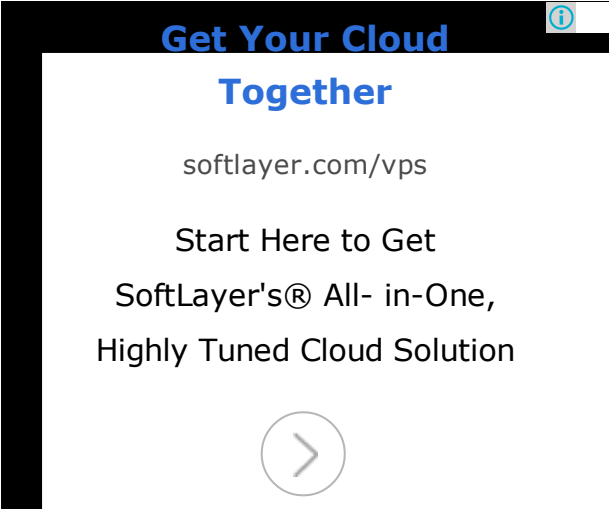 Get Your Cloud
Together
softlayer.com/vps
Start Here to Get
SoftLayer's® All- in-One,
Highly Tuned Cloud Solution